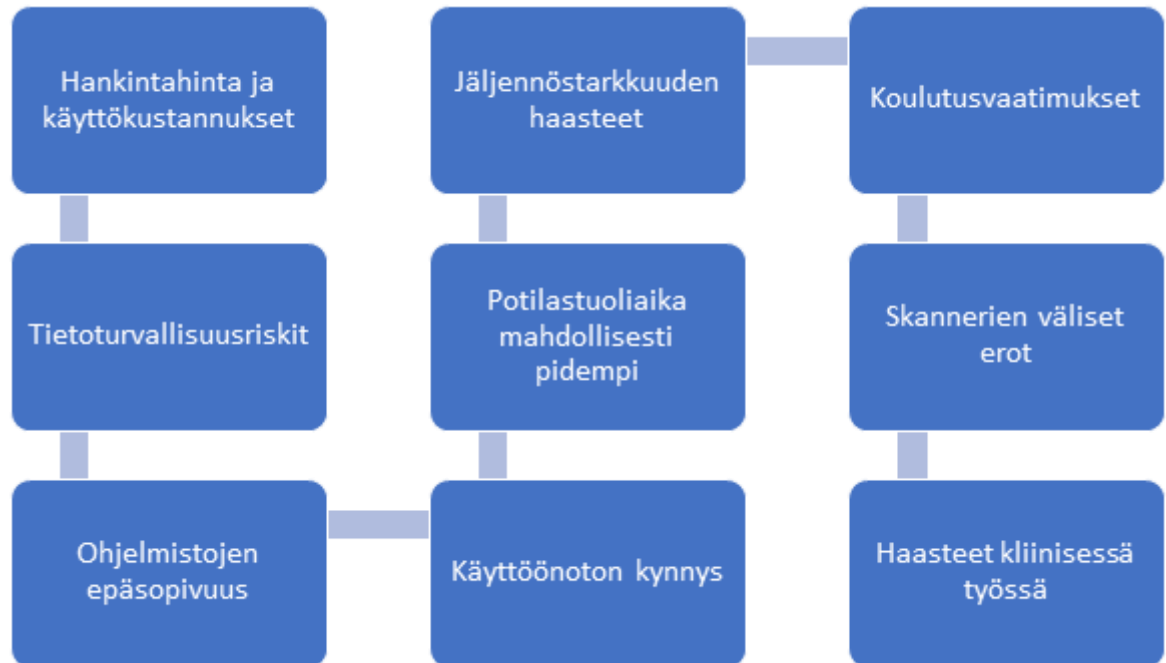 Hankintahinta ja
käyttökustannukset
Tietoturvallisuusriskit
Ohjelmistojen
epäsopivuus
Käyttöönoton kynnys
Potilastuoliaika
mahdollisesti
pidempi
Jäljennöstarkkuuden
haasteet
Koulutusvaatimukset
Skannerien väliset
erot
Haasteet kliinisessä
työssä